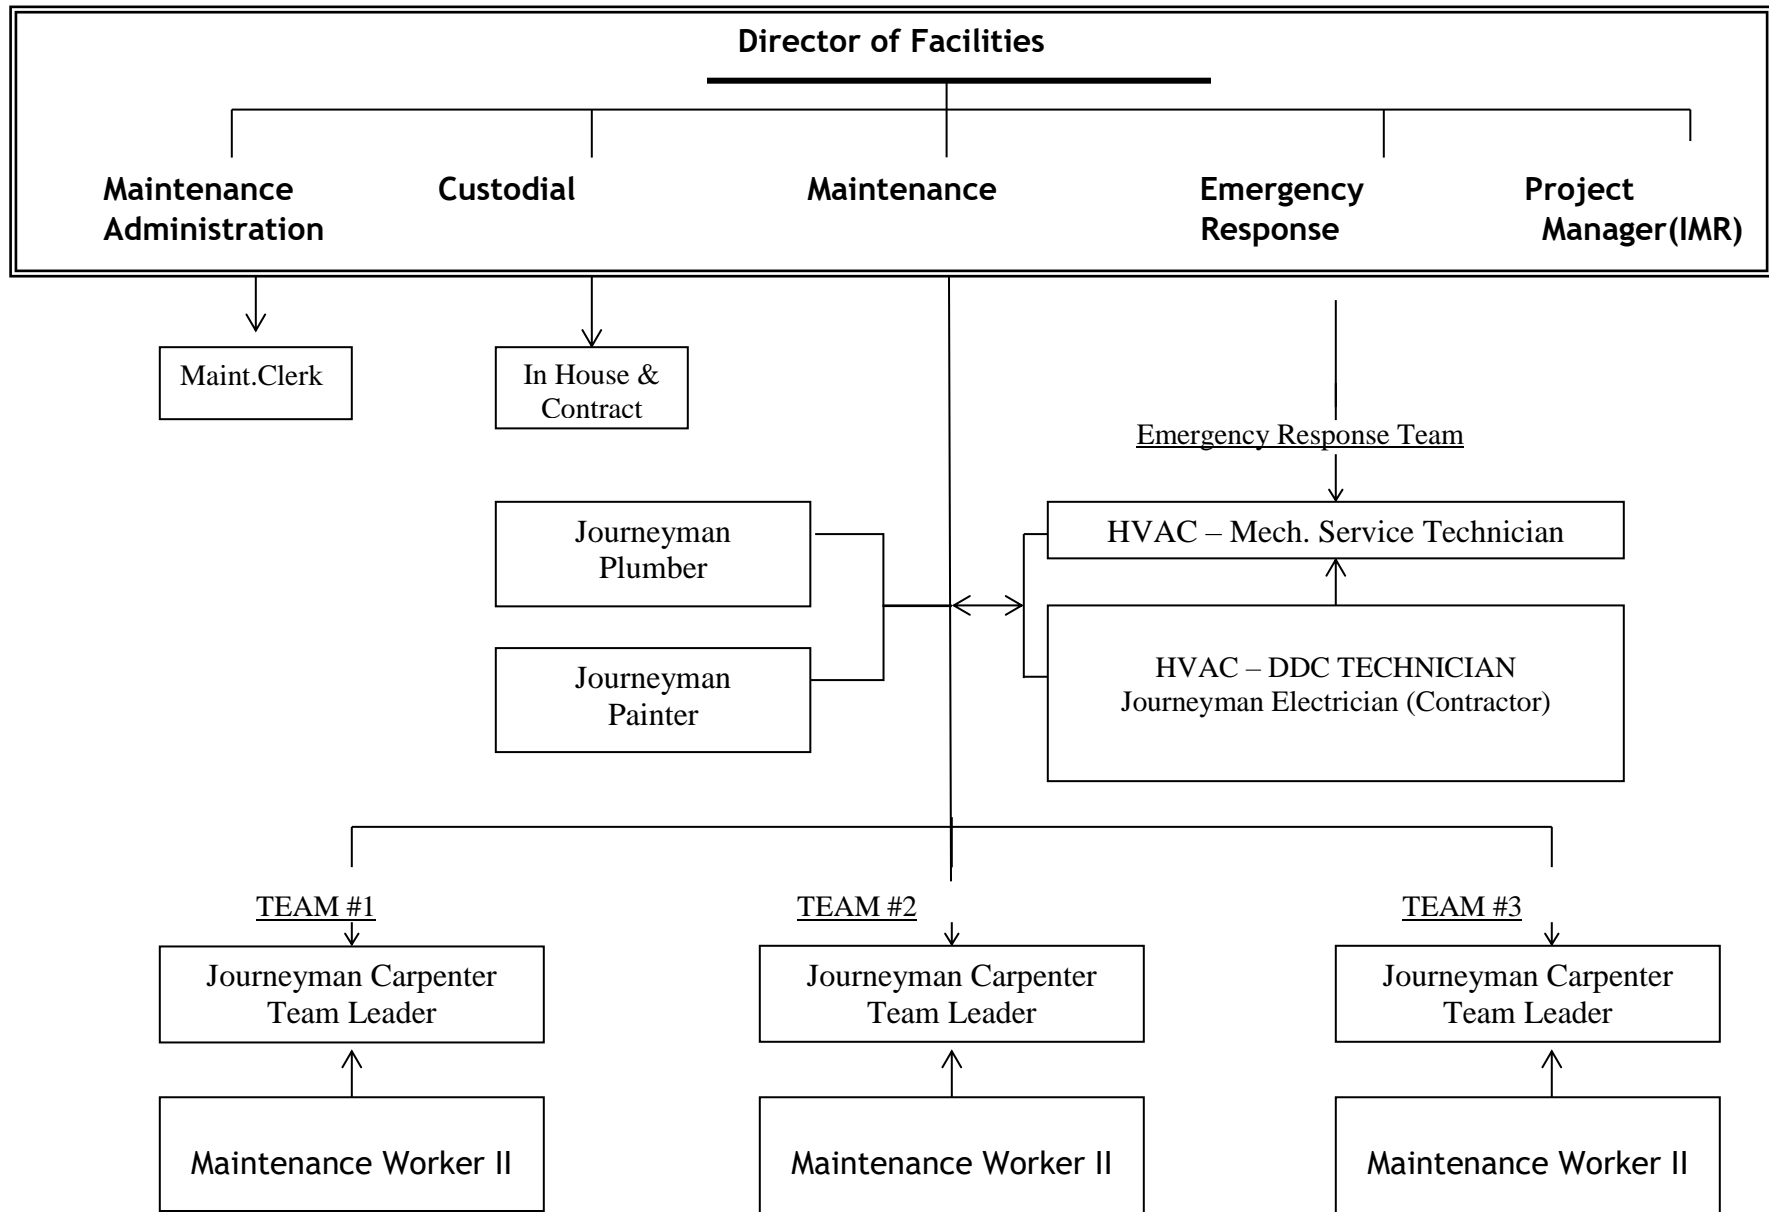 Director of Facilities
Maintenance
Administration
Custodial
Maintenance
Emergency
Response
Project
Manager(IMR)
Maint.Clerk
In House &
Contract
Emergency Response Team
Journeyman
Plumber
HVAC – Mech. Service Technician
Journeyman
Painter
HVAC – DDC TECHNICIAN
Journeyman Electrician (Contractor)
TEAM #1
TEAM #2
TEAM #3
Journeyman Carpenter
Team Leader
Journeyman Carpenter
Team Leader
Journeyman Carpenter
Team Leader
Maintenance Worker II
Maintenance Worker II
Maintenance Worker II